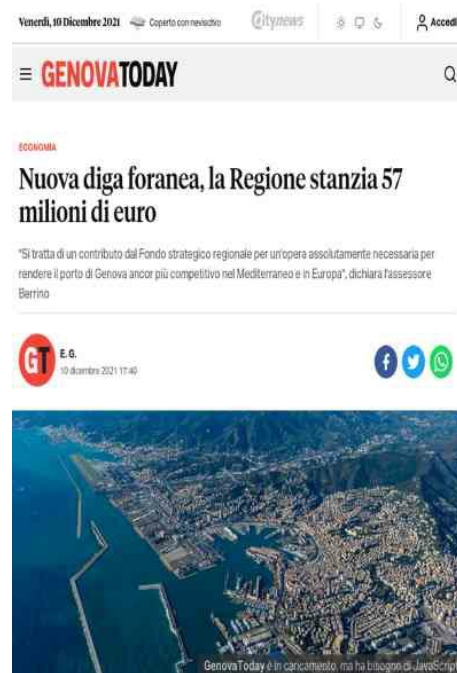 Venerdì, 10 Dicembre 2021 Coperto con nevischio Citynews Accedi
GENOVATODAY
ECONOMIA
Nuova diga foranea, la Regione stanzia 57
milioni di euro
"Si tratta di un contributo dal Fondo strategico regionale per un'opera assolutamente necessaria per
rendere il porto di Genova ancor più competitivo nel Mediterraneo e in Europa", dichiara l'assessore
Berrino
GT E. G.
10 dicembre 2021 17:40
GenovaToday è in caricamento, ma ha bisogno di JavaScript